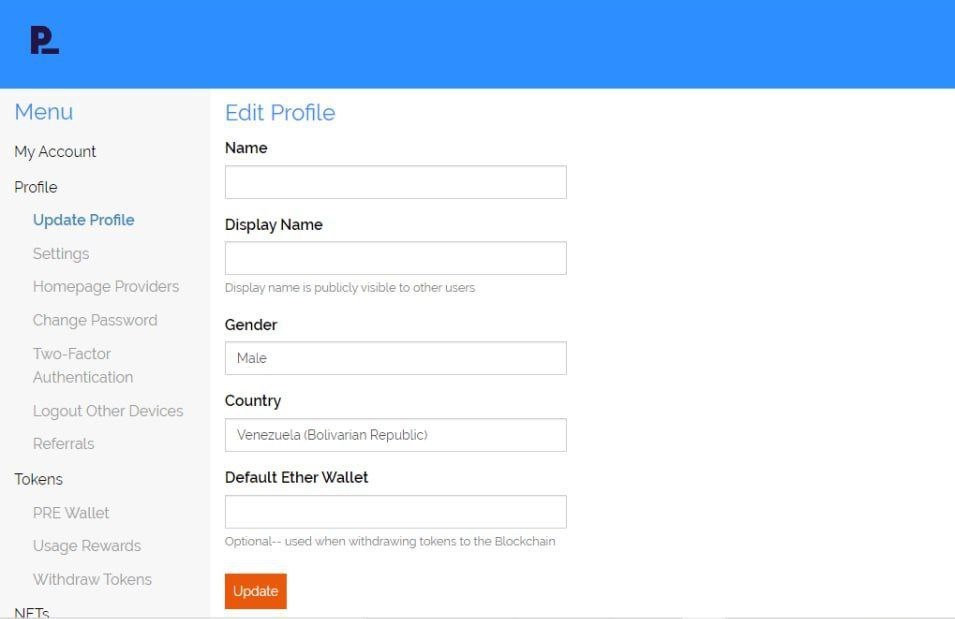 P_
Menu
My Account
Profile
Update Profile
Settings
Homepage Providers
Change Password
Two-Factor
Authentication
Logout Other Devices
Referrals
Tokens
PRE Wallet
Usage Rewards
Withdraw Tokens
NFTs
Edit Profile
Name
Display Name
Display name is publicly visible to other users
Gender
Male
Country
Venezuela (Bolivarian Republic)
Default Ether Wallet
Optional-- used when withdrawing tokens to the Blockchain
Update